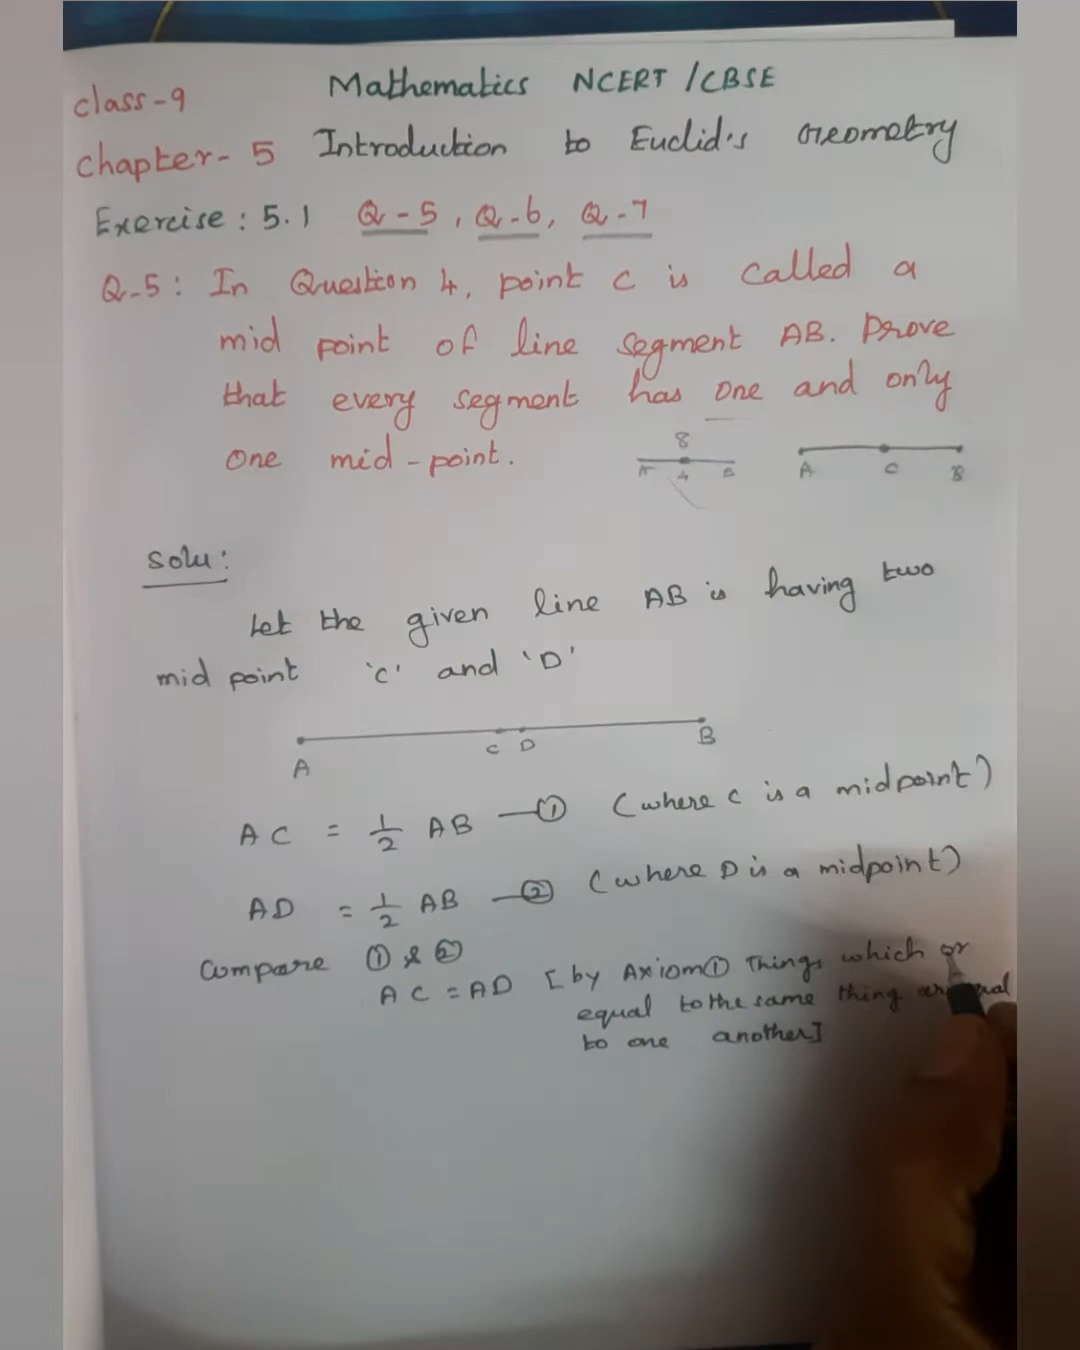 Mathematics NCERT / CBSE
class-9
chapter-5 Introduction to Euclid's Geometry
Exercise: 5.1 Q-5, Q-6, Q-7
Q-5: In Question 4, point C is called a
mid point of line segment AB. Prove
that every segment has one and only
one mid-point.
8
A 4 B
A C B
Solu:
Let the given line AB is having two
mid point 'C' and 'D'
A C D B
AC = 1/2 AB —① (where C is a midpoint)
AD = 1/2 AB —② (where D is a midpoint)
Compare ① & ②
AC = AD [by Axiom① Things which or
equal to the same thing
to one another]